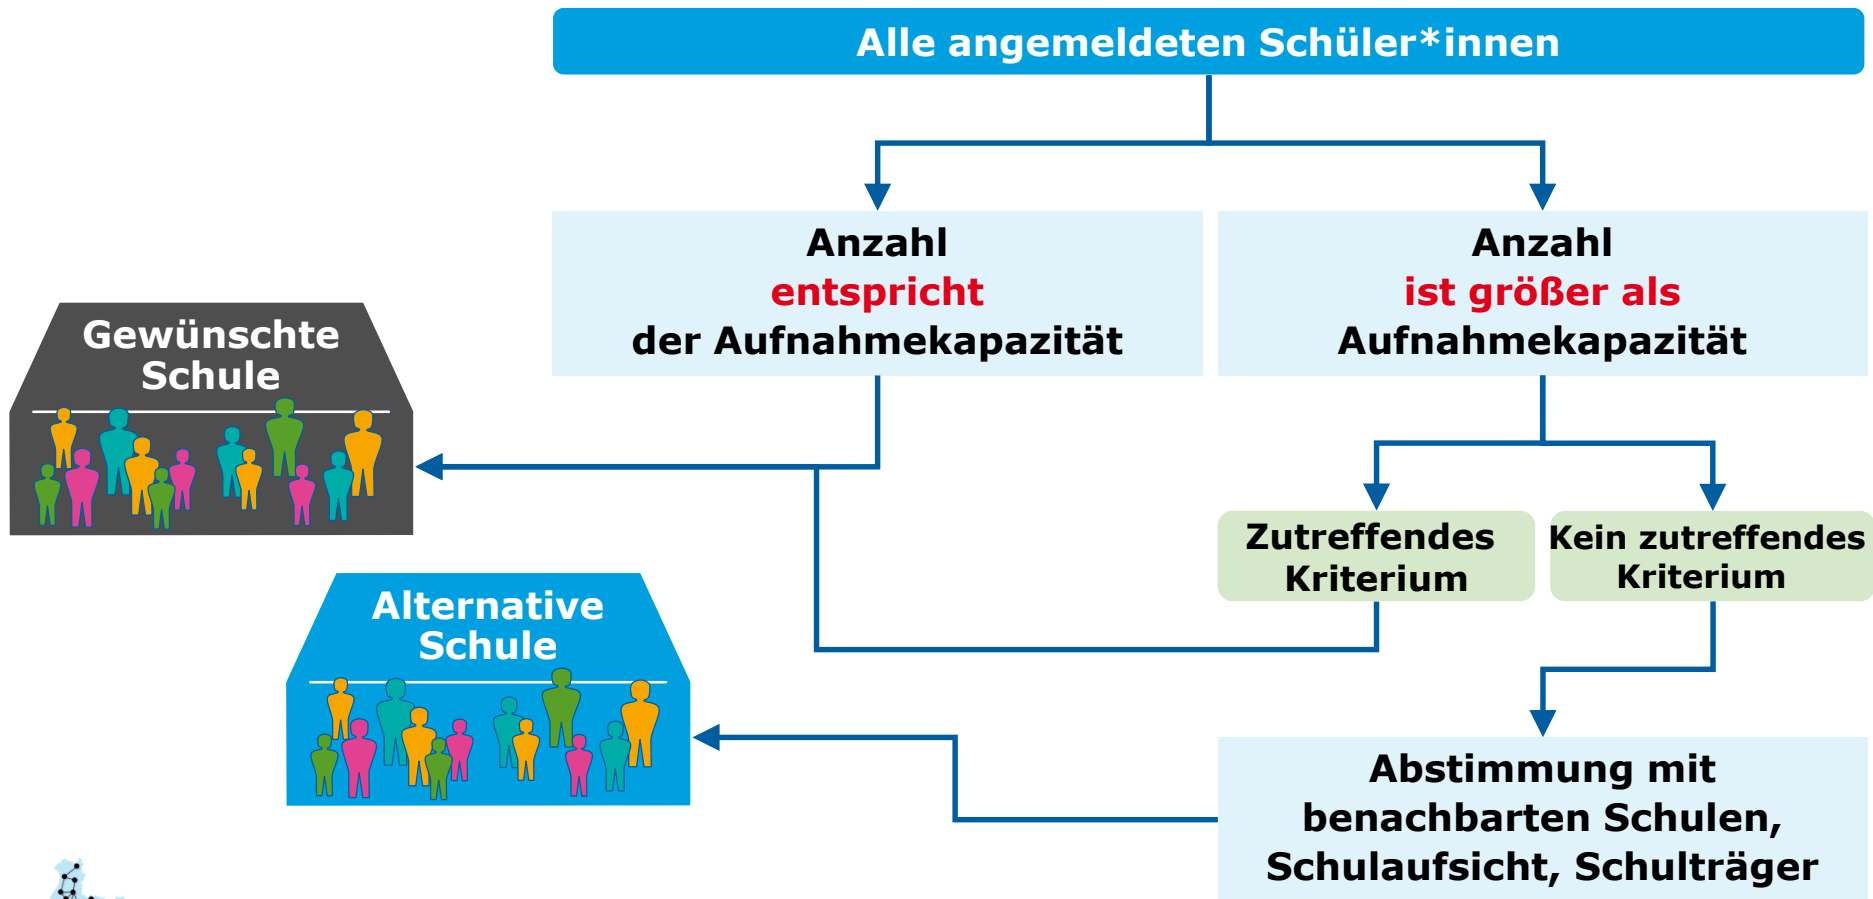 Alle angemeldeten Schüler*innen
Anzahl
entspricht
der Aufnahmekapazität
Anzahl
ist größer als
Aufnahmekapazität
Gewünschte
Schule
Zutreffendes
Kriterium
Kein zutreffendes
Kriterium
Alternative
Schule
Abstimmung mit
benachbarten Schulen,
Schulaufsicht, Schulträger